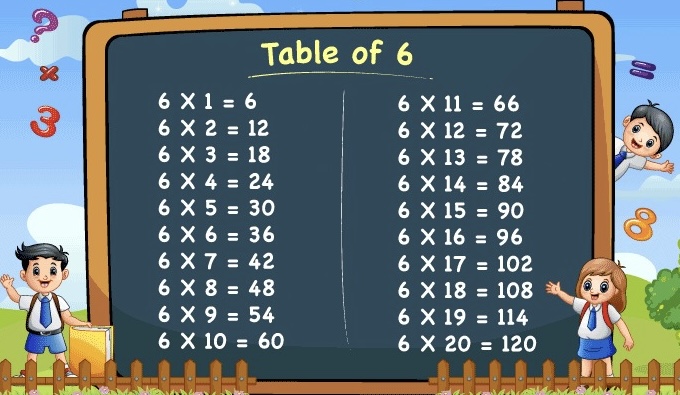 Table of 6
6 X 1 = 6
6 X 2 = 12
6 X 3 = 18
6 X 4 = 24
6 X 5 = 30
6 X 6 = 36
6 X 7 = 42
6 X 8 = 48
6 X 9 = 54
6 X 10 = 60
6 X 11 = 66
6 X 12 = 72
6 X 13 = 78
6 X 14 = 84
6 X 15 = 90
6 X 16 = 96
6 X 17 = 102
6 X 18 = 108
6 X 19 = 114
6 X 20 = 120
?
×
3
=
8